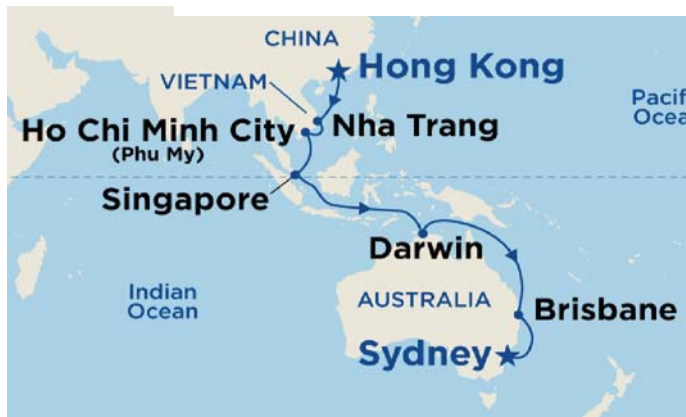 CHINA
Hong Kong
VIETNAM
Ho Chi Minh City
(Phu My)
Nha Trang
Pacif
Ocea
Singapore
Darwin
Indian
Ocean
AUSTRALIA
Brisbane
Sydney